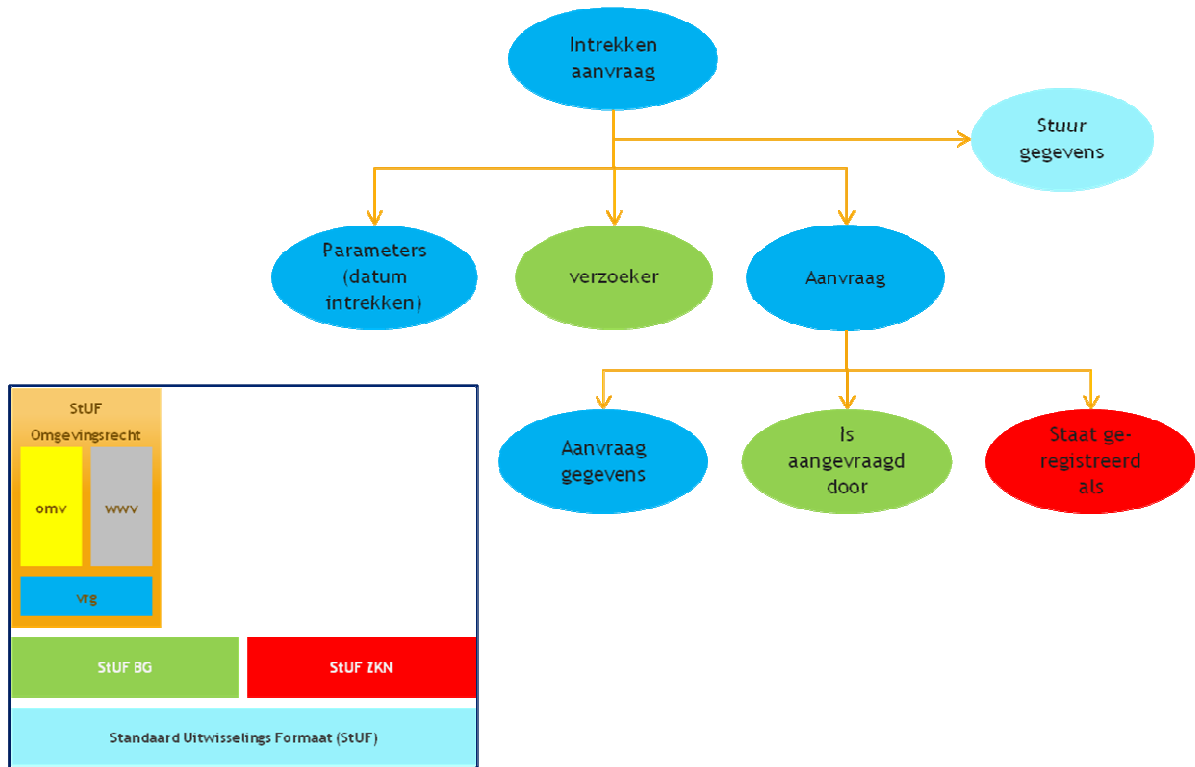 Intrekken
aanvraag
Stuur
gegevens
Parameters
(datum
intrekken)
verzoeker
Aanvraag
Aanvraag
gegevens
Is
aangevraagd
door
Staat ge-
registreerd
als
StUF
Omgevingsrecht
omv
wwv
vrg
StUF BG
StUF ZKN
Standaard Uitwisselings Formaat (StUF)